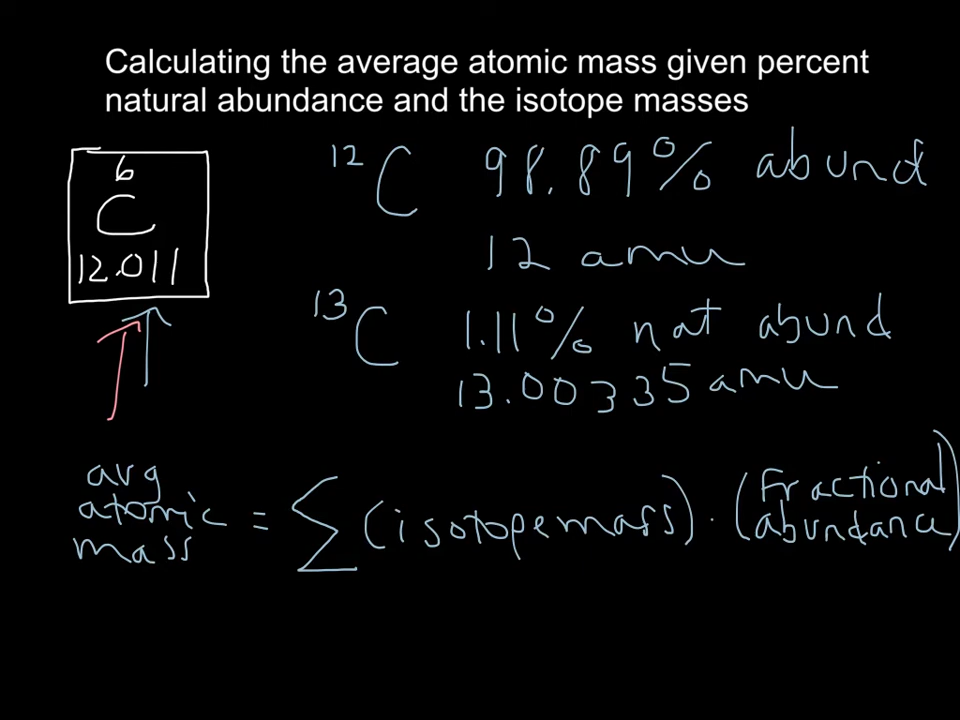 Calculating the average atomic mass given percent
natural abundance and the isotope masses
6
C
12.011
¹²C 98.89% abund
12 amu
¹³C 1.11% nat abund
13.00335 amu
avg atomic mass = Σ (isotope mass) · (Fractional abundance)